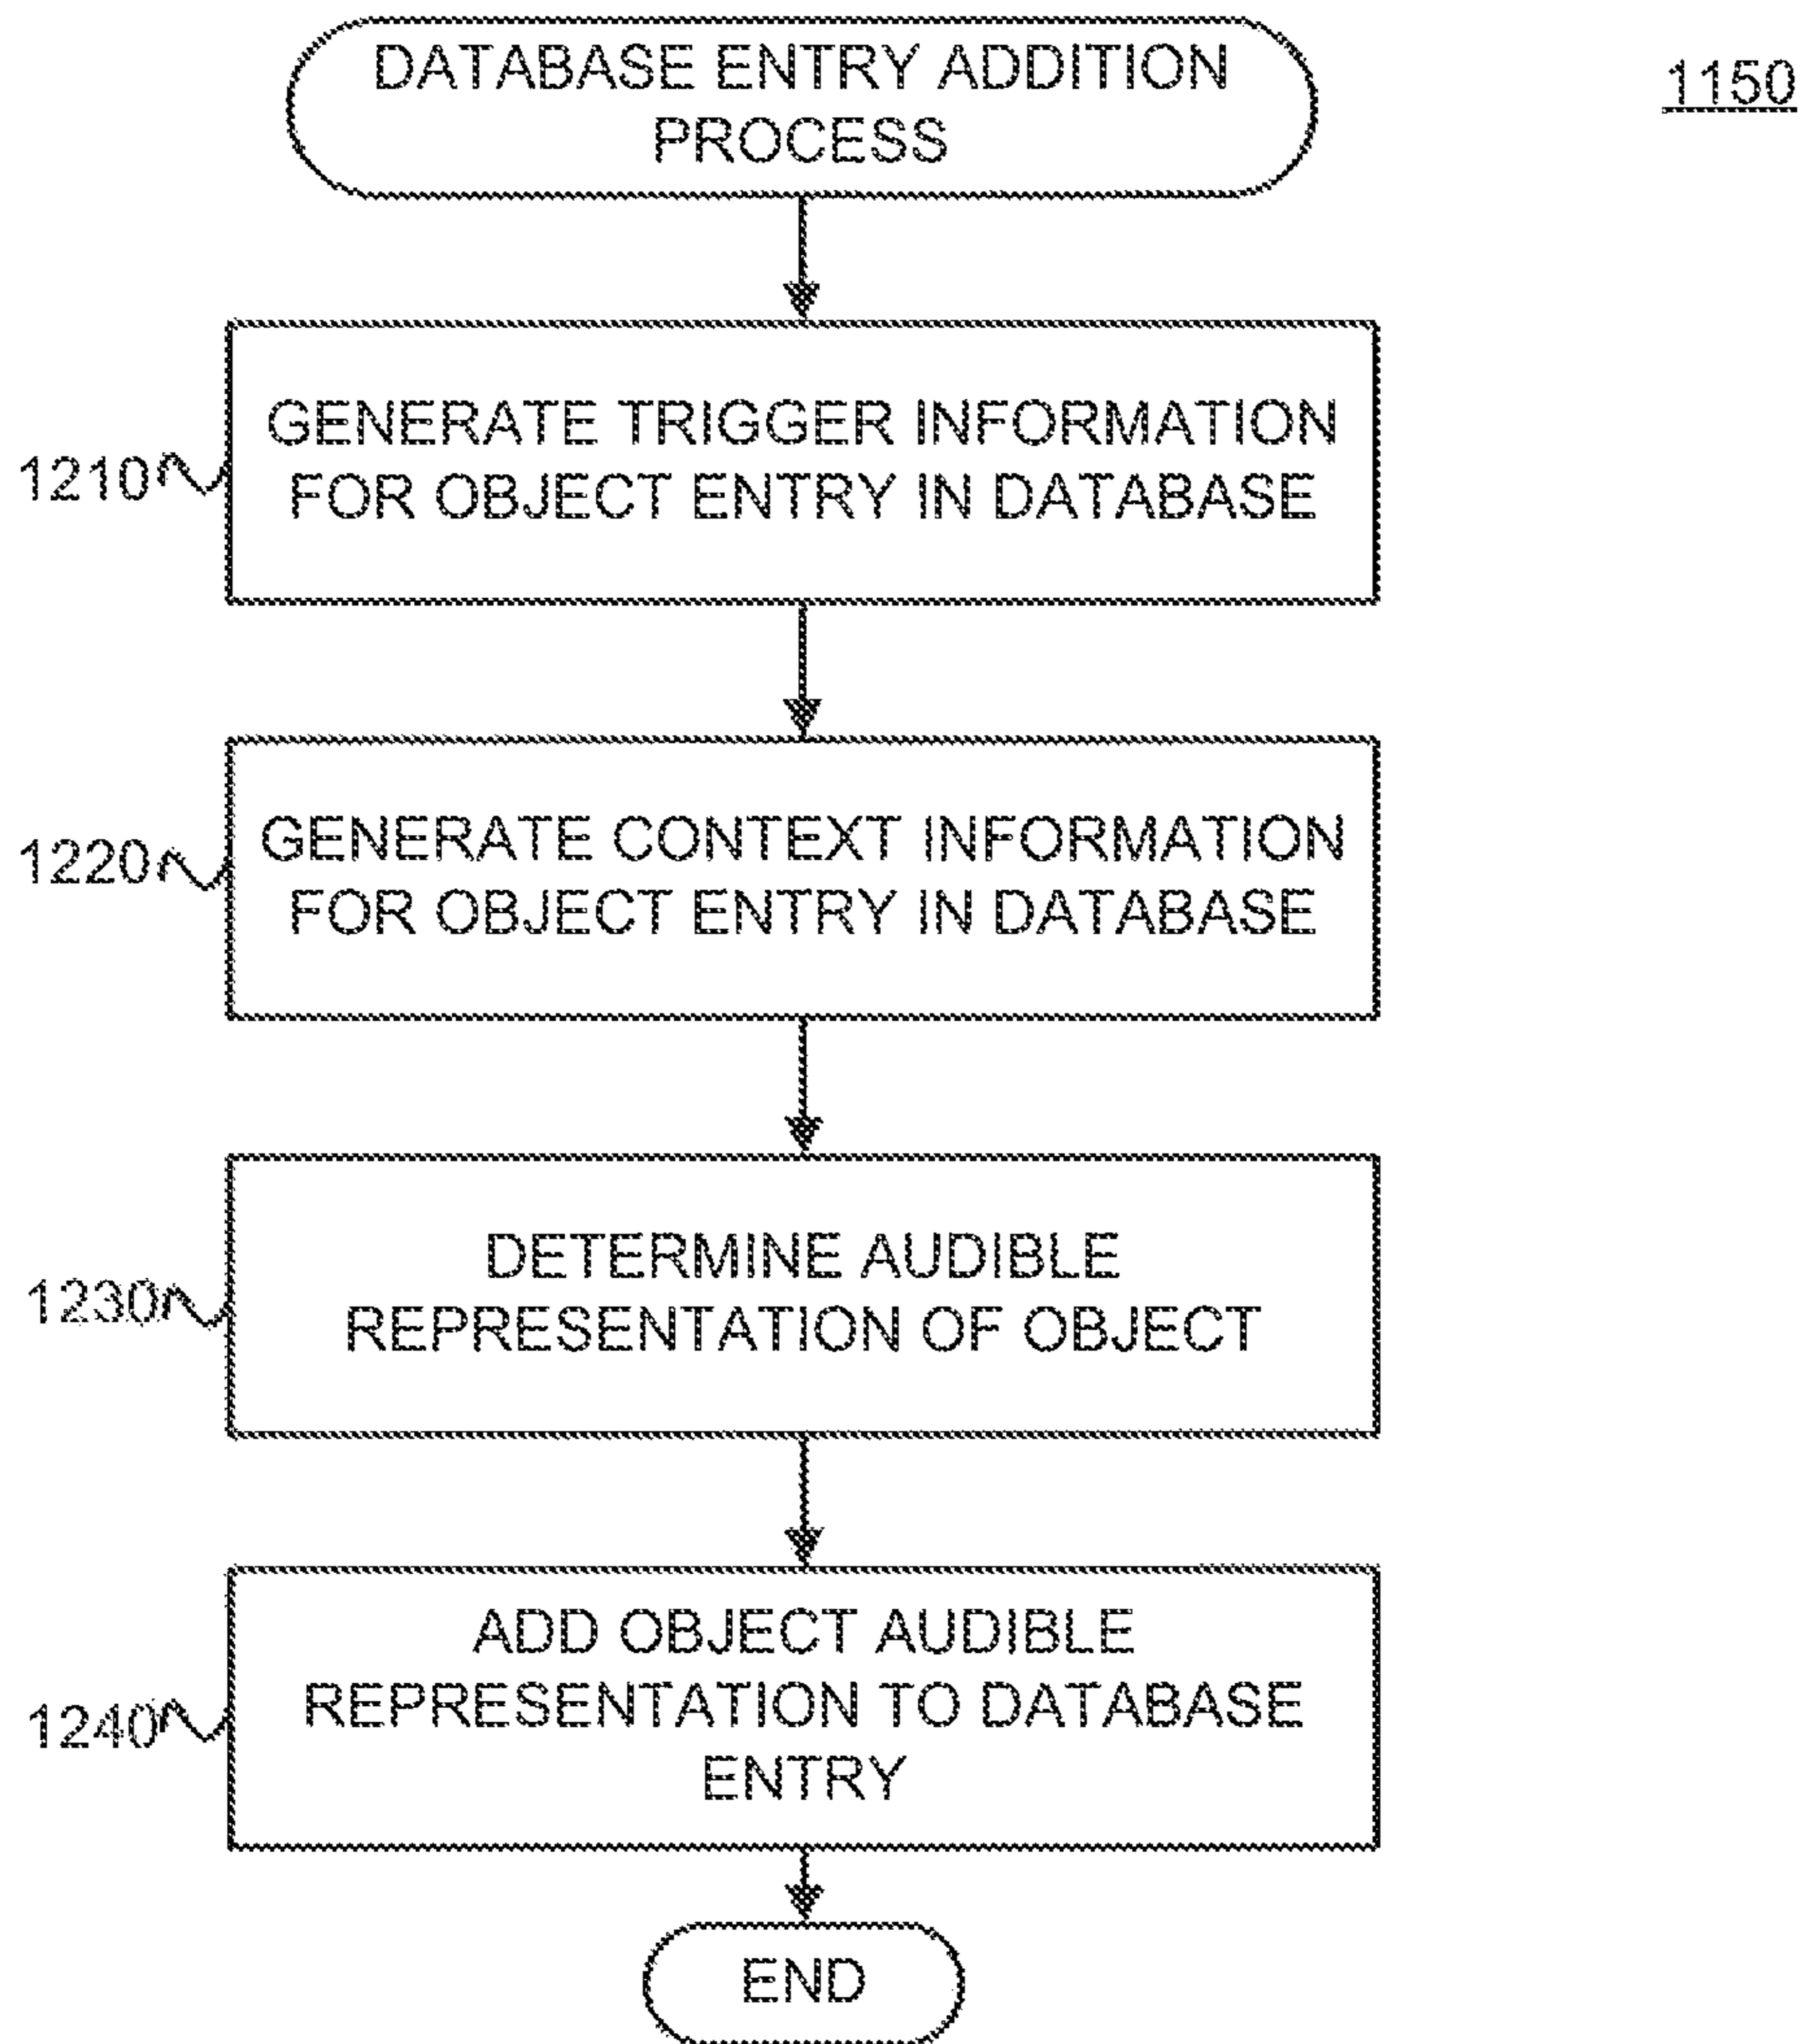 DATABASE ENTRY ADDITION
PROCESS
1150
GENERATE TRIGGER INFORMATION
FOR OBJECT ENTRY IN DATABASE
1210
GENERATE CONTEXT INFORMATION
FOR OBJECT ENTRY IN DATABASE
1220
DETERMINE AUDIBLE
REPRESENTATION OF OBJECT
1230
ADD OBJECT AUDIBLE
REPRESENTATION TO DATABASE
ENTRY
1240
END